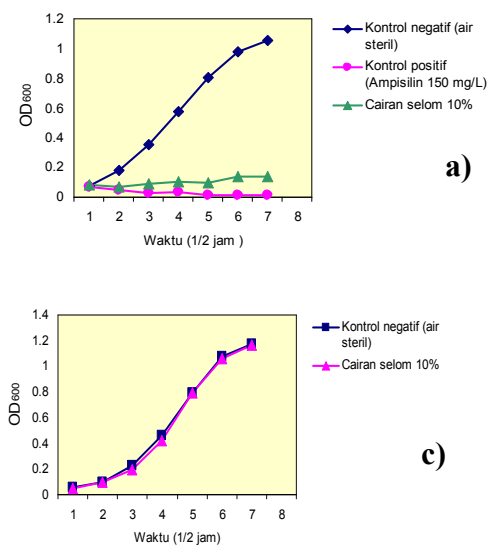 1.2
1
0.8
0.6
0.4
0.2
0
OD600
1 2 3 4 5 6 7 8
Waktu (1/2 jam )
Kontrol negatif (air
steril)
Kontrol positif
(Ampisilin 150 mg/L)
Cairan selom 10%
a)
1.4
1.2
1
0.8
0.6
0.4
0.2
0
OD600
1 2 3 4 5 6 7 8
Waktu (1/2 jam)
Kontrol negatif (air
steril)
Cairan selom 10%
c)